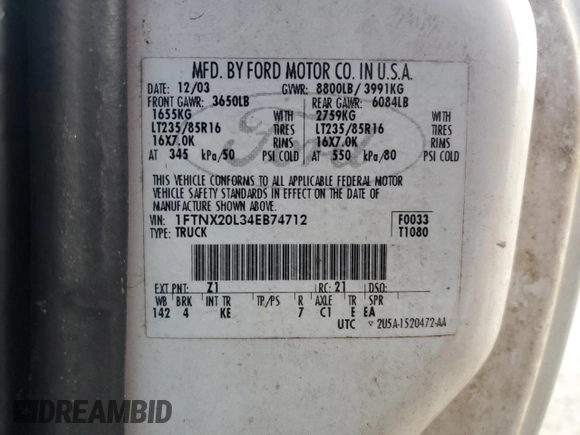 MFD. BY FORD MOTOR CO. IN U.S.A.
DATE: 12/03 GVWR: 8800LB/ 3991KG
FRONT GAWR: 3650LB REAR GAWR: 6084LB
1655KG WITH 2759KG WITH
LT235/85R16 TIRES LT235/85R16 TIRES
16X7.0K RIMS 16X7.0K RIMS
AT 345 kPa/50 PSI COLD AT 550 kPa/80 PSI COLD
THIS VEHICLE CONFORMS TO ALL APPLICABLE FEDERAL MOTOR
VEHICLE SAFETY STANDARDS IN EFFECT ON THE DATE OF
MANUFACTURE SHOWN ABOVE.
VIN: 1FTNX20L34EB74712 F0033
TYPE: TRUCK T1080
EXT PNT: Z1 RC: 21 DSO:
WB BRK INT TR TP/PS R AXLE TR SPR
142 4 KE 7 C1 E EA
UTC ▽ 2U5A-1520472-AA
Ford
DREAMBID